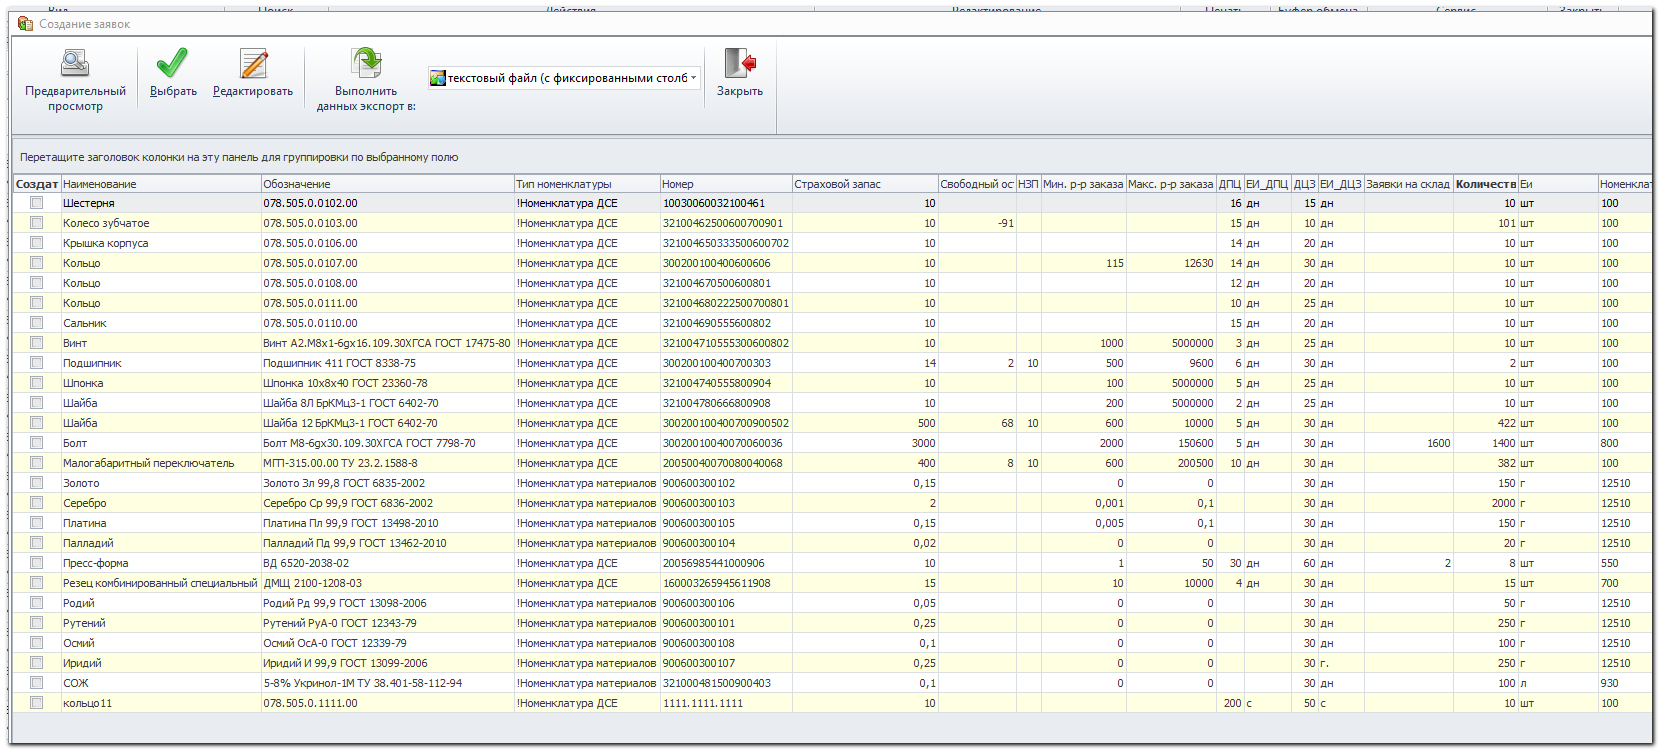 Вид Поиск Действия Редактирование Печать Буфер обмена Сервис Закрыть
Создание заявок
Предварительный просмотр
Выбрать
Редактировать
Выполнить данных экспорт в:
текстовый файл (с фиксированными столб
Закрыть
Перетащите заголовок колонки на эту панель для группировки по выбранному полю
Создат Наименование Обозначение Тип номенклатуры Номер Страховой запас Свободный ос НЗП Мин. р-р заказа Макс. р-р заказа ДПЦ ЕИ_ДПЦ ДЦЗ ЕИ_ДЦЗ Заявки на склад Количеств Еи Номенклат
Шестерня 078.505.0.0102.00 !Номенклатура ДСЕ 10030060032100461 10 16 дн 15 дн 10 шт 100
Колесо зубчатое 078.505.0.0103.00 !Номенклатура ДСЕ 32100462500600700901 10 -91 15 дн 10 дн 101 шт 100
Крышка корпуса 078.505.0.0106.00 !Номенклатура ДСЕ 321004650333500600702 10 14 дн 20 дн 10 шт 100
Кольцо 078.505.0.0107.00 !Номенклатура ДСЕ 300200100400600606 10 115 12630 14 дн 30 дн 10 шт 100
Кольцо 078.505.0.0108.00 !Номенклатура ДСЕ 321004670500600801 10 12 дн 20 дн 10 шт 100
Кольцо 078.505.0.0111.00 !Номенклатура ДСЕ 321004680222500700801 10 10 дн 25 дн 10 шт 100
Сальник 078.505.0.0110.00 !Номенклатура ДСЕ 321004690555600802 10 15 дн 20 дн 10 шт 100
Винт Винт А2.М8х1-6gх16.109.30ХГСА ГОСТ 17475-80 !Номенклатура ДСЕ 321004710555300600802 10 1000 5000000 3 дн 25 дн 10 шт 100
Подшипник Подшипник 411 ГОСТ 8338-75 !Номенклатура ДСЕ 300200100400700303 14 2 10 500 9600 6 дн 30 дн 2 шт 100
Шпонка Шпонка 10х8х40 ГОСТ 23360-78 !Номенклатура ДСЕ 321004740555800904 10 100 5000000 5 дн 25 дн 10 шт 100
Шайба Шайба 8Л БрКМц3-1 ГОСТ 6402-70 !Номенклатура ДСЕ 321004780666800908 10 200 5000000 2 дн 25 дн 10 шт 100
Шайба Шайба 12 БрКМц3-1 ГОСТ 6402-70 !Номенклатура ДСЕ 300200100400700900502 500 68 10 600 10000 5 дн 30 дн 422 шт 100
Болт Болт М8-6gх30.109.30ХГСА ГОСТ 7798-70 !Номенклатура ДСЕ 30020010040070060036 3000 2000 150600 5 дн 30 дн 1600 1400 шт 800
Малогабаритный переключатель МГП-315.00.00 ТУ 23.2.1588-8 !Номенклатура ДСЕ 20050040070080040068 400 8 10 600 200500 10 дн 30 дн 382 шт 100
Золото Золото Зл 99,8 ГОСТ 6835-2002 !Номенклатура материалов 900600300102 0,15 0 0 30 дн 150 г 12510
Серебро Серебро Ср 99,9 ГОСТ 6836-2002 !Номенклатура материалов 900600300103 2 0,001 0,1 30 дн 2000 г 12510
Платина Платина Пл 99,9 ГОСТ 13498-2010 !Номенклатура материалов 900600300105 0,15 0,005 0,1 30 дн 150 г 12510
Палладий Палладий Пд 99,9 ГОСТ 13462-2010 !Номенклатура материалов 900600300104 0,02 0 0 30 дн 20 г 12510
Пресс-форма ВД 6520-2038-02 !Номенклатура ДСЕ 20056985441000906 10 1 50 30 дн 60 дн 2 8 шт 550
Резец комбинированный специальный ДМЩ 2100-1208-03 !Номенклатура ДСЕ 160003265945611908 15 10 10000 4 дн 30 дн 15 шт 700
Родий Родий Рд 99,9 ГОСТ 13098-2006 !Номенклатура материалов 900600300106 0,05 0 0 30 дн 50 г 12510
Рутений Рутений РуА-0 ГОСТ 12343-79 !Номенклатура материалов 900600300101 0,25 0 0 30 дн 250 г 12510
Осмий Осмий ОсА-0 ГОСТ 12339-79 !Номенклатура материалов 900600300108 0,1 0 0 30 дн 100 г 12510
Иридий Иридий И 99,9 ГОСТ 13099-2006 !Номенклатура материалов 900600300107 0,25 0 0 30 г. 250 г 12510
СОЖ 5-8% Укринол-1М ТУ 38.401-58-112-94 !Номенклатура материалов 321000481500900403 0,1 0 0 30 дн 100 л 930
кольцо11 078.505.0.1111.00 !Номенклатура ДСЕ 1111.1111.1111 10 200 с 50 с 10 шт 100